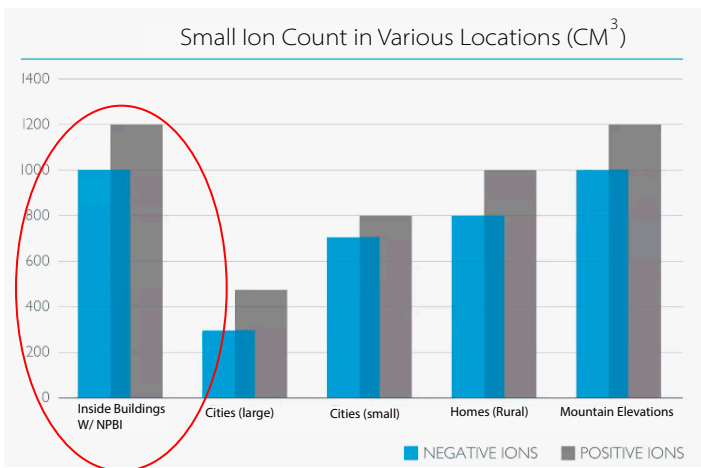 Small Ion Count in Various Locations (CM³)
1400
1200
1000
800
600
400
200
0
Inside Buildings
W/ NPBI
Cities (large)
Cities (small)
Homes (Rural)
Mountain Elevations
NEGATIVE IONS
POSITIVE IONS